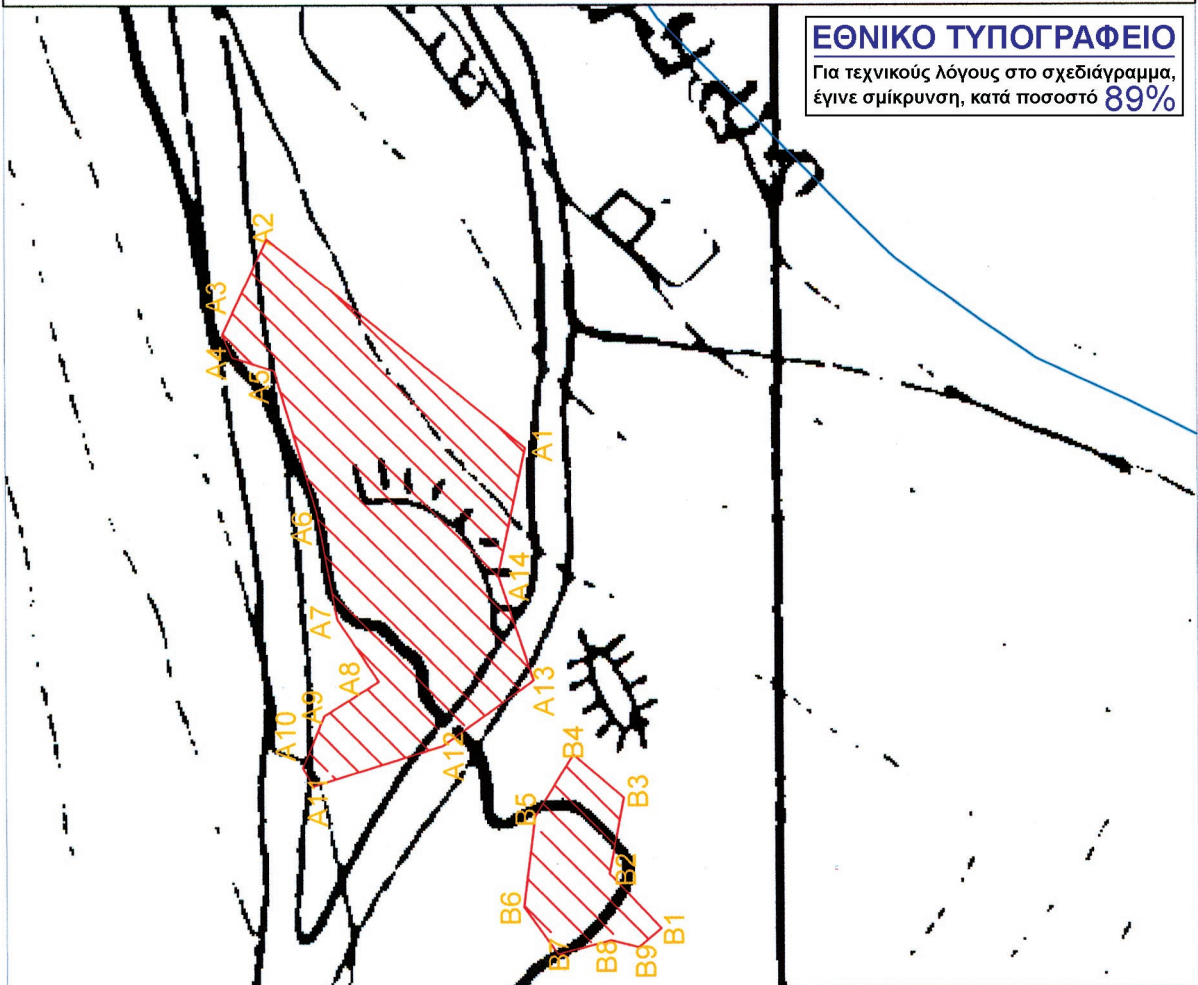 ΕΘΝΙΚΟ ΤΥΠΟΓΡΑΦΕΙΟ
Για τεχνικούς λόγους στο σχεδιάγραμμα,
έγινε σμίκρυνση, κατά ποσοστό 89%
A2
A3
A4
A5
A1
A6
A14
A7
A8
A13
A9
A10
A12
B4
A11
B3
B5
B2
B6
B1
B7
B8
B9